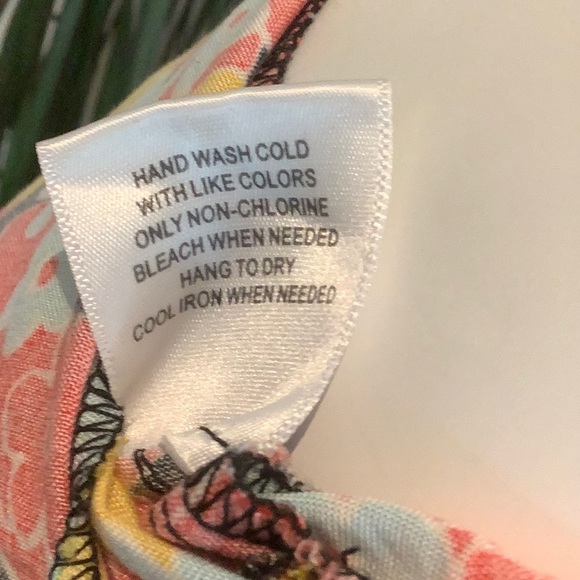 HAND WASH COLD
WITH LIKE COLORS
ONLY NON-CHLORINE
BLEACH WHEN NEEDED
HANG TO DRY
COOL IRON WHEN NEEDED